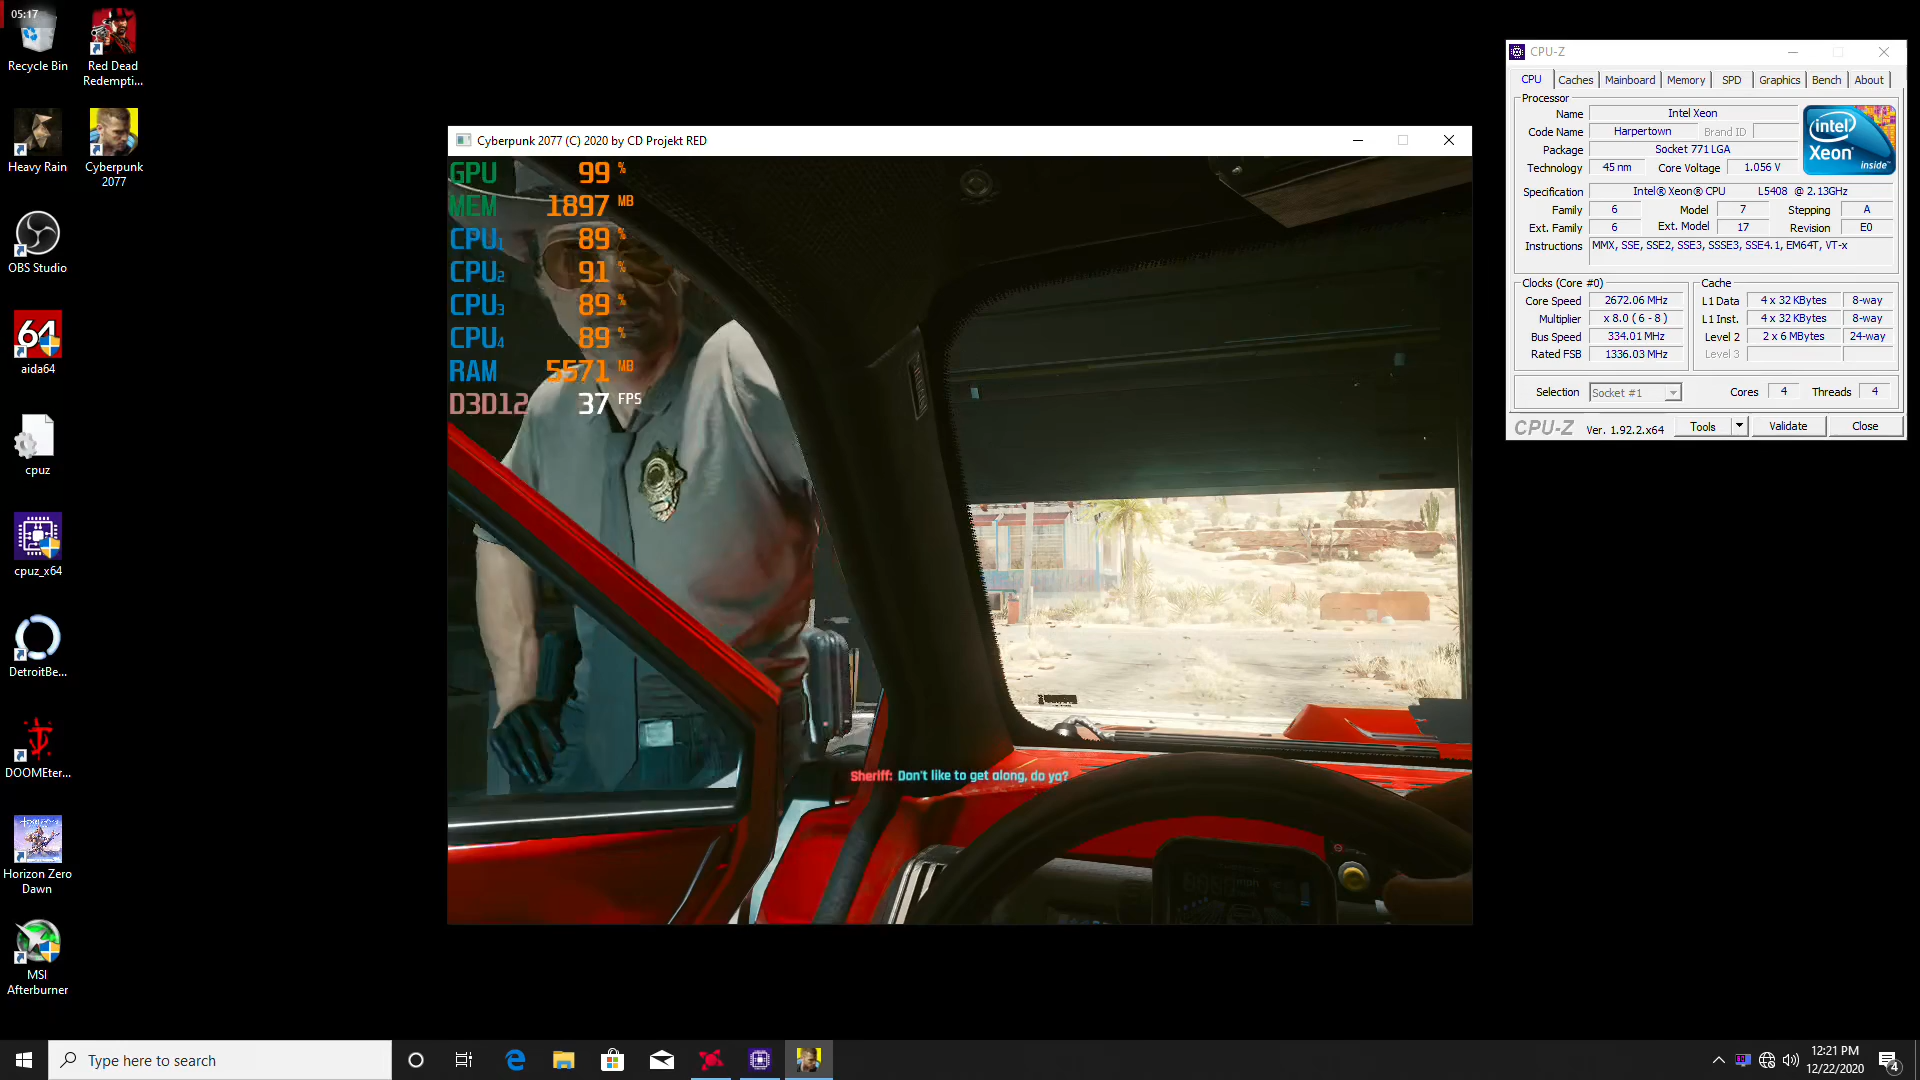 05:17
Recycle Bin
Red Dead
Redempti...
Heavy Rain
Cyberpunk
2077
OBS Studio
64
aida64
cpuz
cpuz_x64
DetroitBe...
DOOMEter...
Horizon Zero
Dawn
MSI
Afterburner
Cyberpunk 2077 (C) 2020 by CD Projekt RED
GPU 99 %
MEM 1897 MB
CPU1 89 %
CPU2 91 %
CPU3 89 %
CPU4 89 %
RAM 5571 MB
D3D12 37 FPS
Sheriff: Don't like to get along, do ya?
CPU-Z
CPU Caches Mainboard Memory SPD Graphics Bench About
Processor
Name Intel Xeon
Code Name Harpertown Brand ID
Package Socket 771 LGA
Technology 45 nm Core Voltage 1.056 V
intel Xeon inside™
Specification Intel® Xeon® CPU L5408 @ 2.13GHz
Family 6 Model 7 Stepping A
Ext. Family 6 Ext. Model 17 Revision E0
Instructions MMX, SSE, SSE2, SSE3, SSSE3, SSE4.1, EM64T, VT-x
Clocks (Core #0) Cache
Core Speed 2672.06 MHz L1 Data 4 x 32 KBytes 8-way
Multiplier x 8.0 ( 6 - 8 ) L1 Inst. 4 x 32 KBytes 8-way
Bus Speed 334.01 MHz Level 2 2 x 6 MBytes 24-way
Rated FSB 1336.03 MHz Level 3
Selection Socket #1 Cores 4 Threads 4
CPU-Z Ver. 1.92.2.x64 Tools Validate Close
Type here to search
12:21 PM
12/22/2020
4